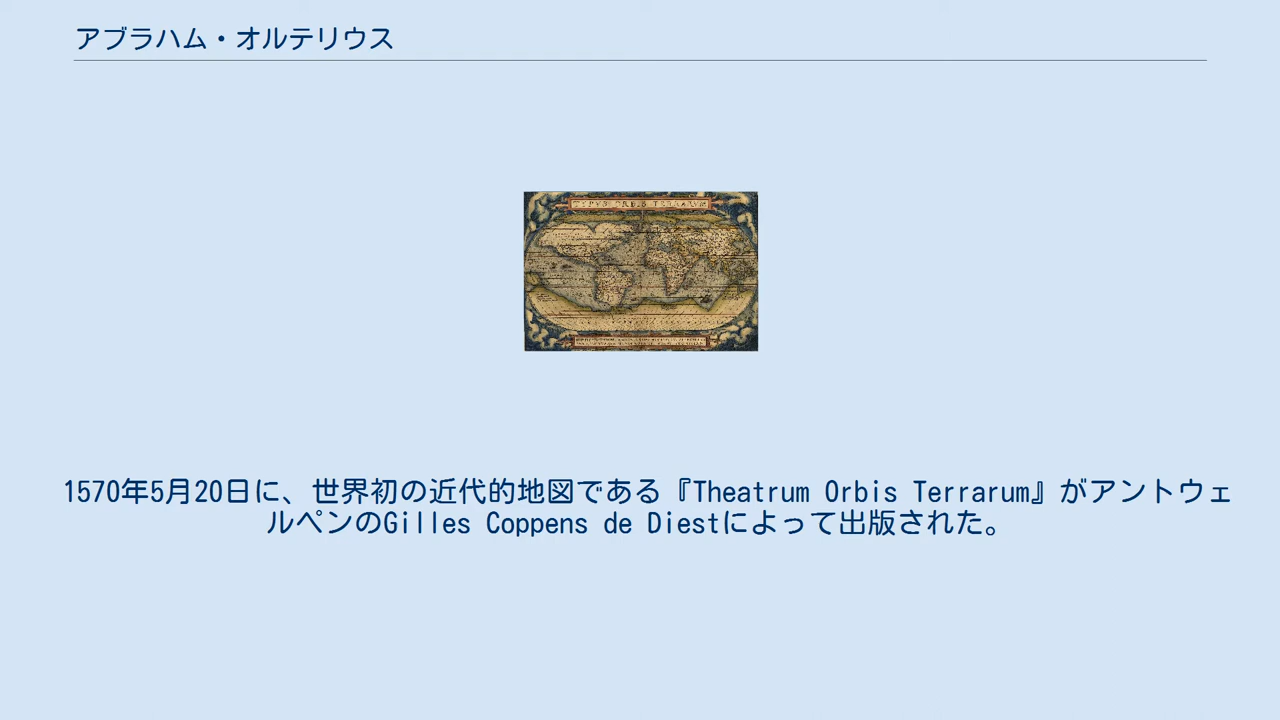 アブラハム・オルテリウス
TYPVS ORBIS TERRARVM
1570年5月20日に、世界初の近代的地図である『Theatrum Orbis Terrarum』がアントウェ
ルペンのGilles Coppens de Diestによって出版された。